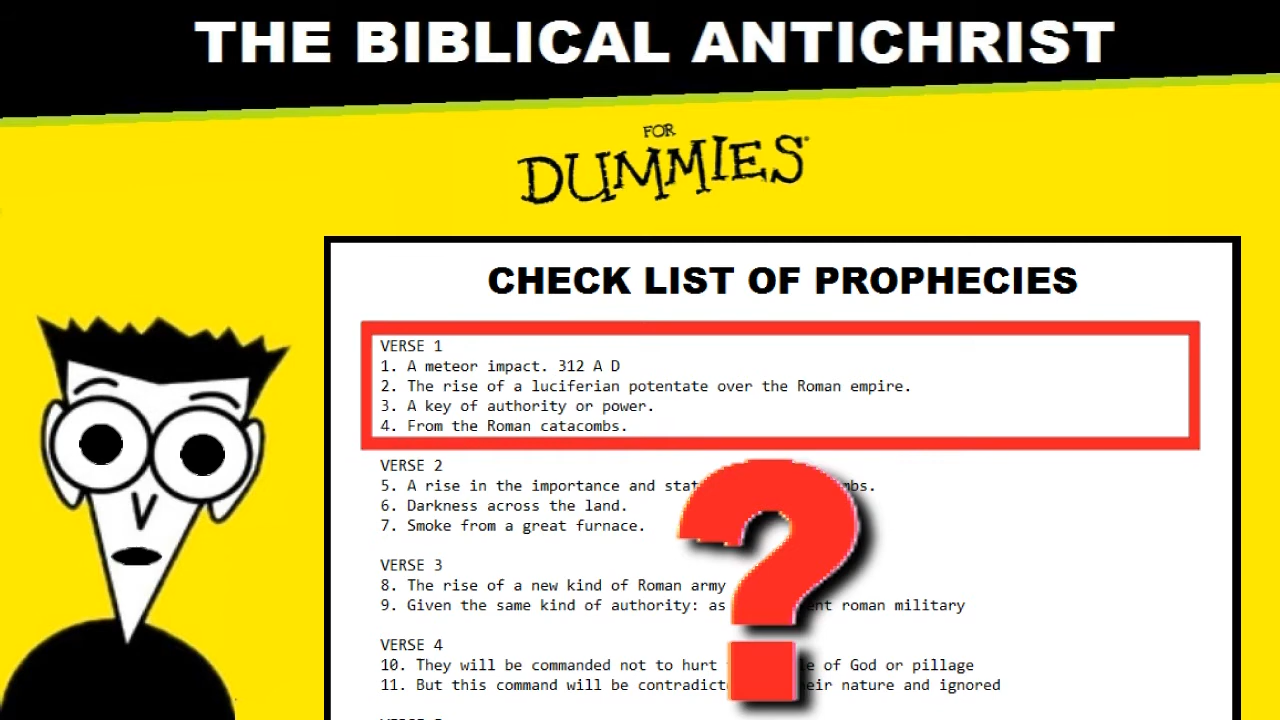 THE BIBLICAL ANTICHRIST
FOR
DUMMIES
CHECK LIST OF PROPHECIES
VERSE 1
1. A meteor impact. 312 A D
2. The rise of a luciferian potentate over the Roman empire.
3. A key of authority or power.
4. From the Roman catacombs.
VERSE 2
5. A rise in the importance and
6. Darkness across the land.
7. Smoke from a great furnace.
VERSE 3
8. The rise of a new kind of Roman army
9. Given the same kind of authority: as roman military
VERSE 4
10. They will be commanded not to hurt of God or pillage
11. But this command will be nature and ignored